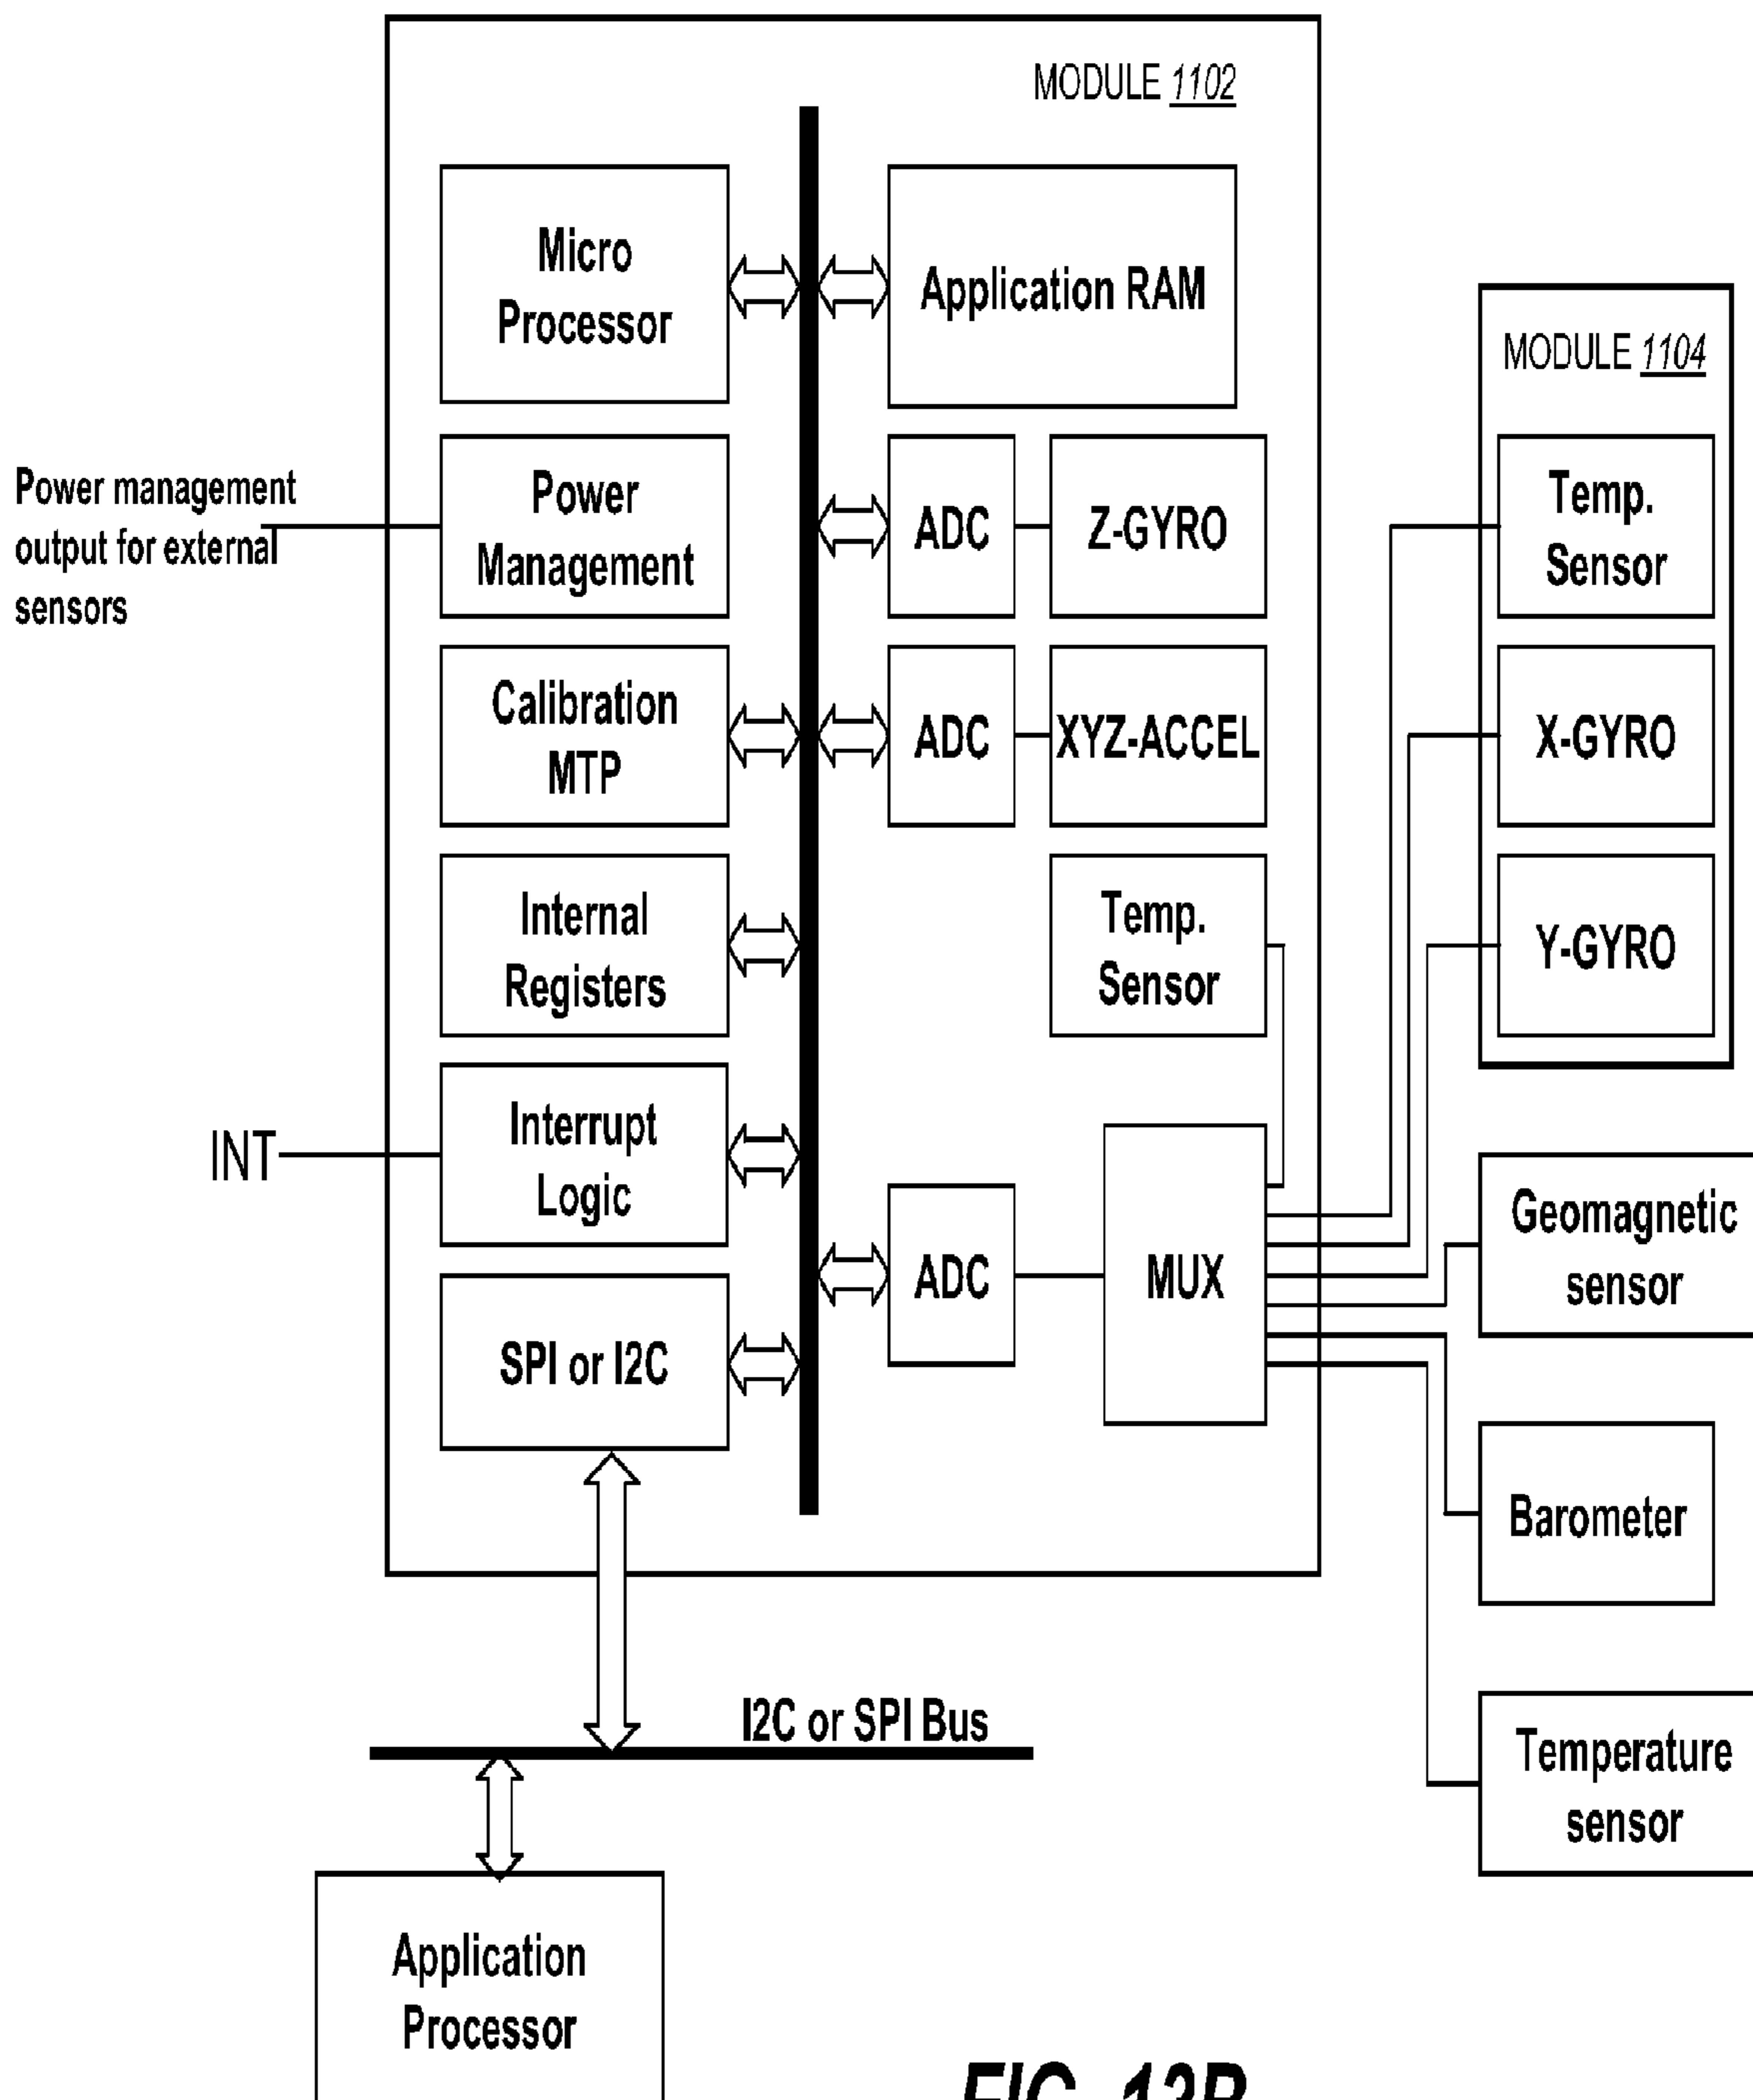 MODULE 1102
Micro
Processor
Application RAM
MODULE 1104
Power management
output for external
sensors
Power
Management
ADC
Z-GYRO
Temp.
Sensor
Calibration
MTP
ADC
XYZ-ACCEL
X-GYRO
Internal
Registers
Temp.
Sensor
Y-GYRO
INT
Interrupt
Logic
ADC
MUX
Geomagnetic
sensor
SPI or I2C
Barometer
I2C or SPI Bus
Temperature
sensor
Application
Processor
FIG. 13B